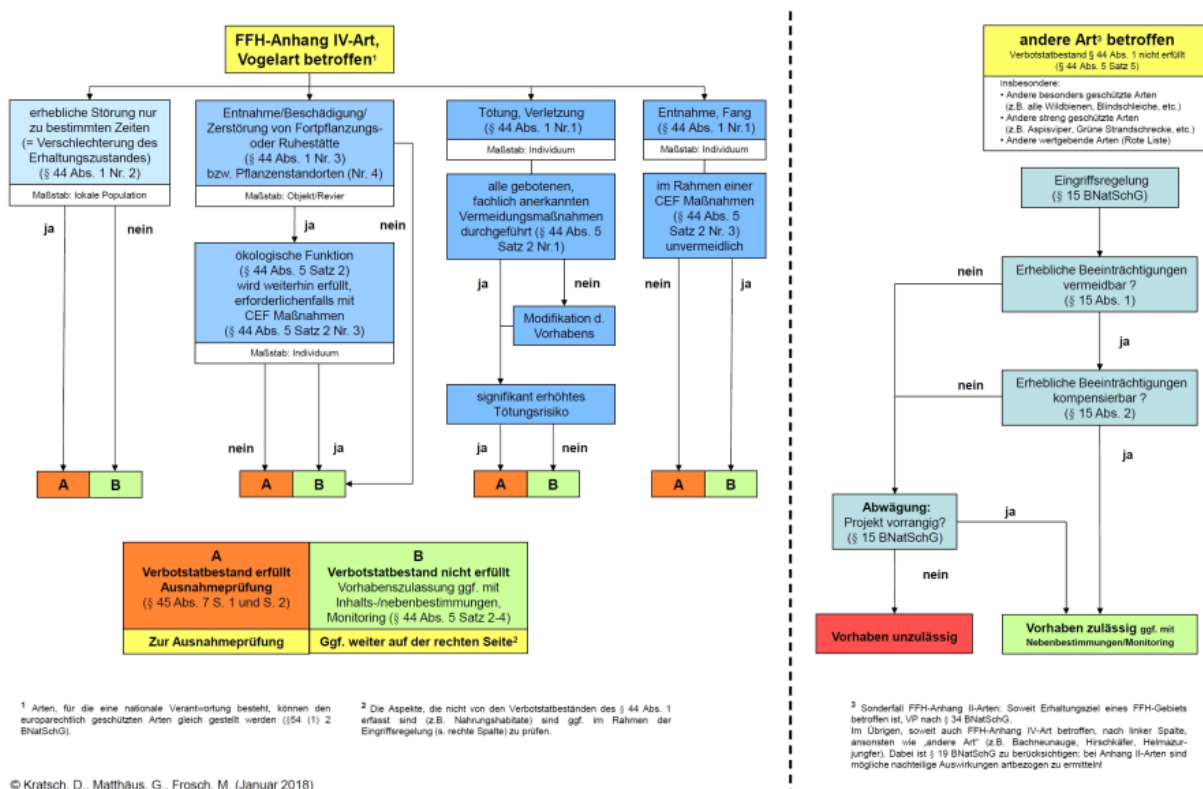 FFH-Anhang IV-Art,
Vogelart betroffen¹
erhebliche Störung nur
zu bestimmten Zeiten
(= Verschlechterung des
Erhaltungszustandes)
(§ 44 Abs. 1 Nr. 2)
Maßstab: lokale Population
ja
nein
Entnahme/Beschädigung/
Zerstörung von Fortpflanzungs-
oder Ruhestätte
(§ 44 Abs. 1 Nr. 3)
bzw. Pflanzenstandorten (Nr. 4)
Maßstab: Objekt/Revier
ja
nein
ökologische Funktion
(§ 44 Abs. 5 Satz 2)
wird weiterhin erfüllt,
erforderlichenfalls mit
CEF Maßnahmen
(§ 44 Abs. 5 Satz 2 Nr. 3)
Maßstab: Individuum
nein
ja
Tötung, Verletzung
(§ 44 Abs. 1 Nr.1)
Maßstab: Individuum
alle gebotenen,
fachlich anerkannten
Vermeidungsmaßnahmen
durchgeführt (§ 44 Abs. 5
Satz 2 Nr.1)
ja
nein
Modifikation d.
Vorhabens
signifikant erhöhtes
Tötungsrisiko
ja
nein
Entnahme, Fang
(§ 44 Abs. 1 Nr.1)
Maßstab: Individuum
im Rahmen einer
CEF Maßnahmen
(§ 44 Abs. 5
Satz 2 Nr. 3)
unvermeidlich
nein
ja
A B
A B
A B
A B
A
Verbotstatbestand erfüllt
Ausnahmeprüfung
(§ 45 Abs. 7 S. 1 und S. 2)
Zur Ausnahmeprüfung
B
Verbotstatbestand nicht erfüllt
Vorhabenszulassung ggf. mit
Inhalts-/nebenbestimmungen,
Monitoring (§ 44 Abs. 5 Satz 2-4)
Ggf. weiter auf der rechten Seite²
¹ Arten, für die eine nationale Verantwortung besteht, können den
europarechtlich geschützten Arten gleich gestellt werden (§54 (1) 2
BNatSchG).
² Die Aspekte, die nicht von den Verbotstatbeständen des § 44 Abs. 1
erfasst sind (z.B. Nahrungshabitate) sind ggf. im Rahmen der
Eingriffsregelung (s. rechte Spalte) zu prüfen.
© Kratsch, D., Matthäus, G., Frosch, M. (Januar 2018)
andere Art³ betroffen
Verbotstatbestand § 44 Abs. 1 nicht erfüllt
(§ 44 Abs. 5 Satz 5)
Insbesondere:
• Andere besonders geschützte Arten
(z.B. alle Wildbienen, Blindschleiche, etc.)
• Andere streng geschützte Arten
(z.B. Aspisviper, Grüne Strandschrecke, etc.)
• Andere wertgebende Arten (Rote Liste)
Eingriffsregelung
(§ 15 BNatSchG)
nein
Erhebliche Beeinträchtigungen
vermeidbar ?
(§ 15 Abs. 1)
ja
nein
Erhebliche Beeinträchtigungen
kompensierbar ?
(§ 15 Abs. 2)
ja
Abwägung:
Projekt vorrangig?
(§ 15 BNatSchG)
ja
nein
Vorhaben unzulässig
Vorhaben zulässig ggf. mit
Nebenbestimmungen/Monitoring
³ Sonderfall FFH-Anhang II-Arten: Soweit Erhaltungsziel eines FFH-Gebiets
betroffen ist, VP nach § 34 BNatSchG.
Im Übrigen, soweit auch FFH-Anhang IV-Art betroffen, nach linker Spalte,
ansonsten wie „andere Art“ (z.B. Bachneunauge, Hirschkäfer, Helmazur-
jungfer). Dabei ist § 19 BNatSchG zu berücksichtigen: bei Anhang II-Arten sind
mögliche nachteilige Auswirkungen artbezogen zu ermitteln!